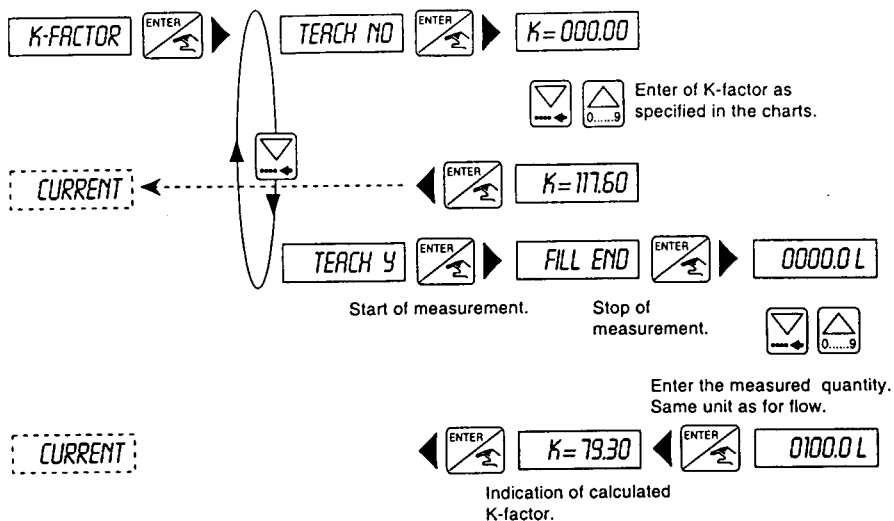 K-FACTOR ENTER TEACH NO ENTER K=000.00
0......9 Enter of K-factor as
specified in the charts.
CURRENT ENTER K=117.60
TEACH Y ENTER FILL END ENTER 0000.0 L
Start of measurement. Stop of
measurement.
0......9
Enter the measured quantity.
Same unit as for flow.
CURRENT ENTER K=79.30 ENTER 0100.0 L
Indication of calculated
K-factor.